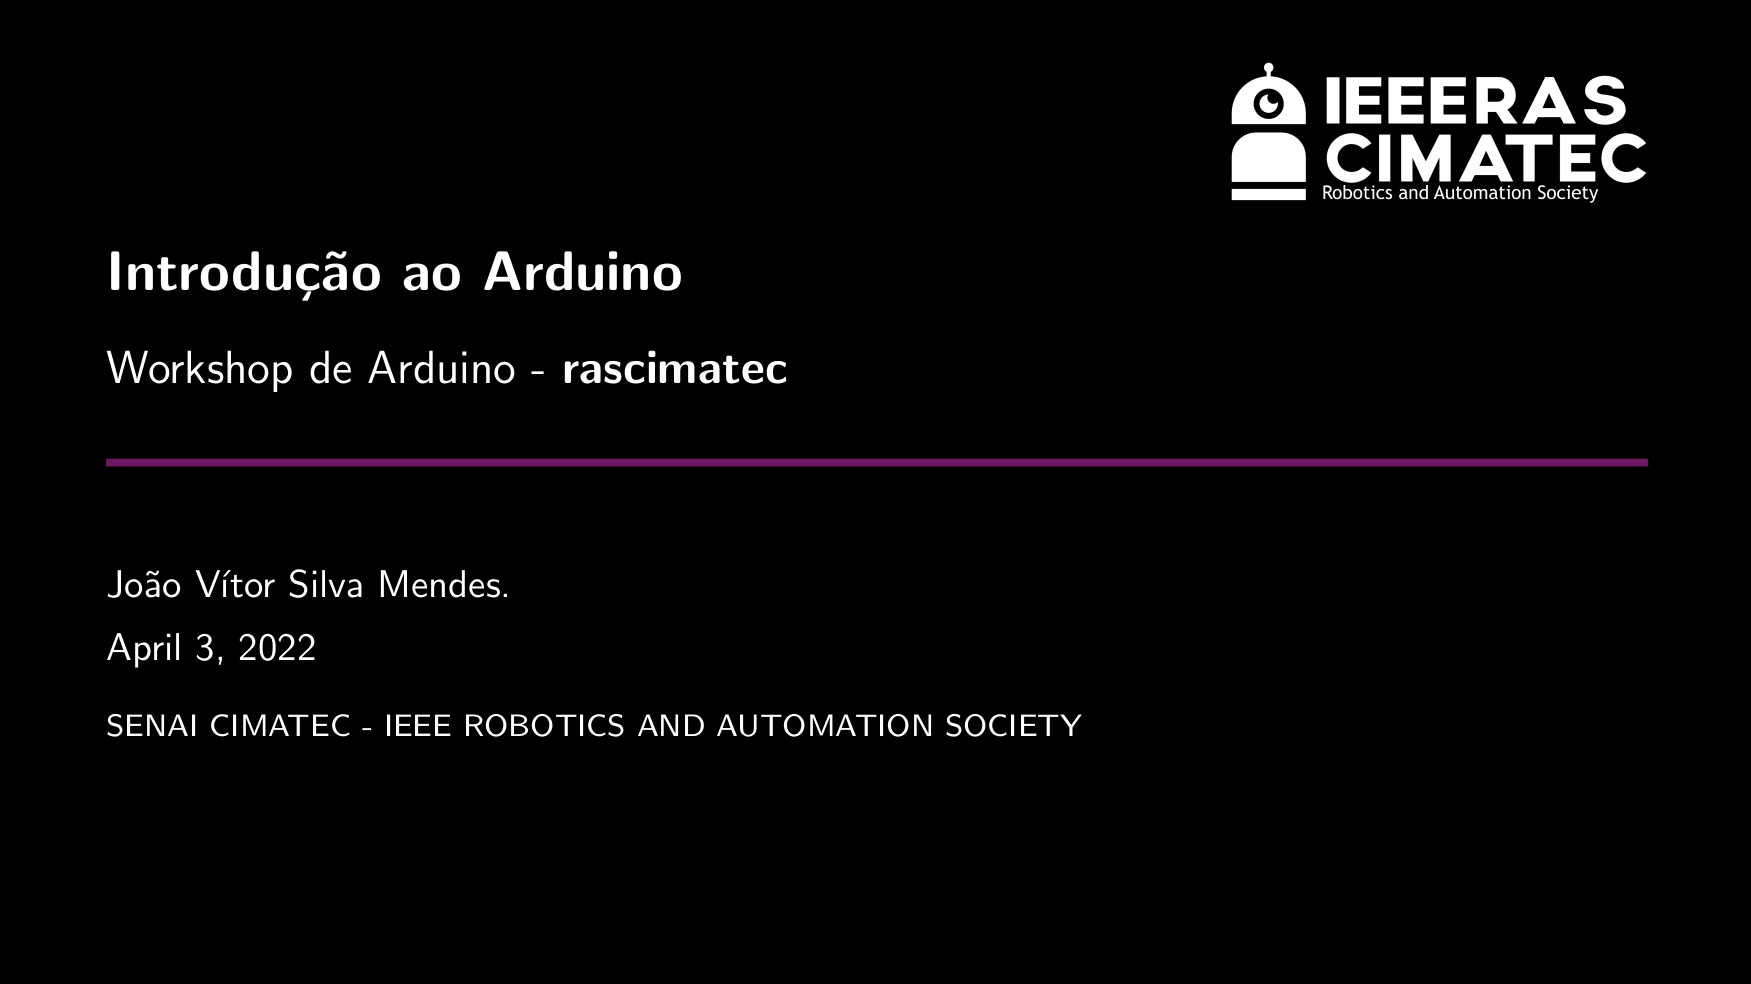 IEEERAS
CIMATEC
Robotics and Automation Society
Introdução ao Arduino
Workshop de Arduino - rascimatec
João Vítor Silva Mendes.
April 3, 2022
SENAI CIMATEC - IEEE ROBOTICS AND AUTOMATION SOCIETY